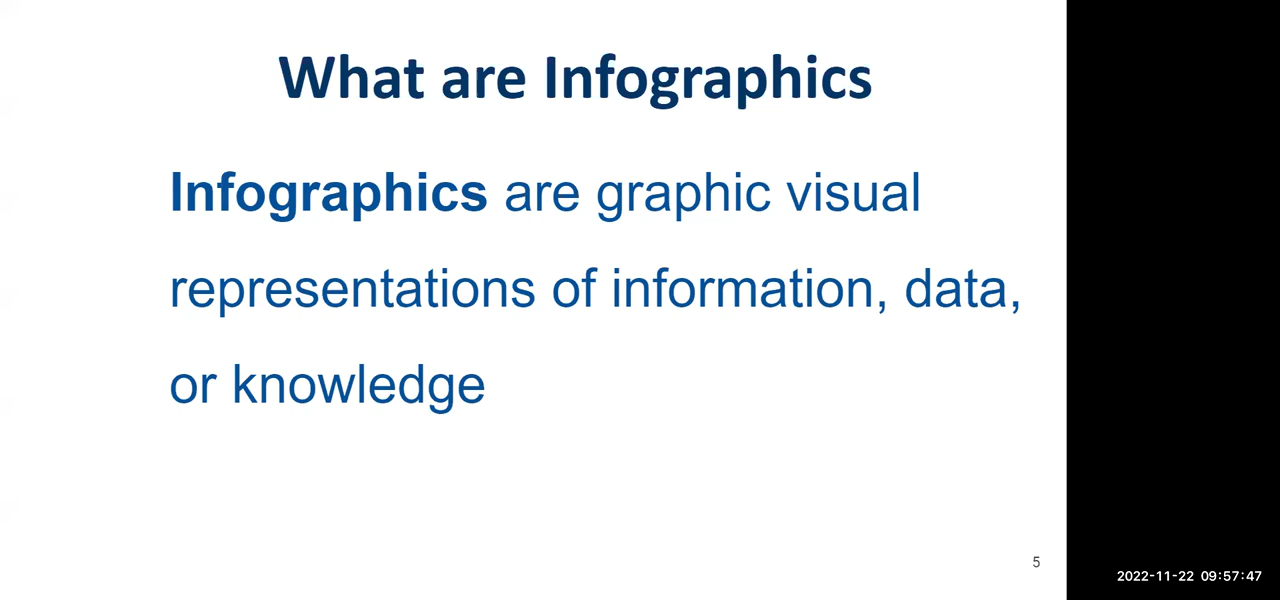 What are Infographics
Infographics are graphic visual
representations of information, data,
or knowledge
5
2022-11-22 09:57:47